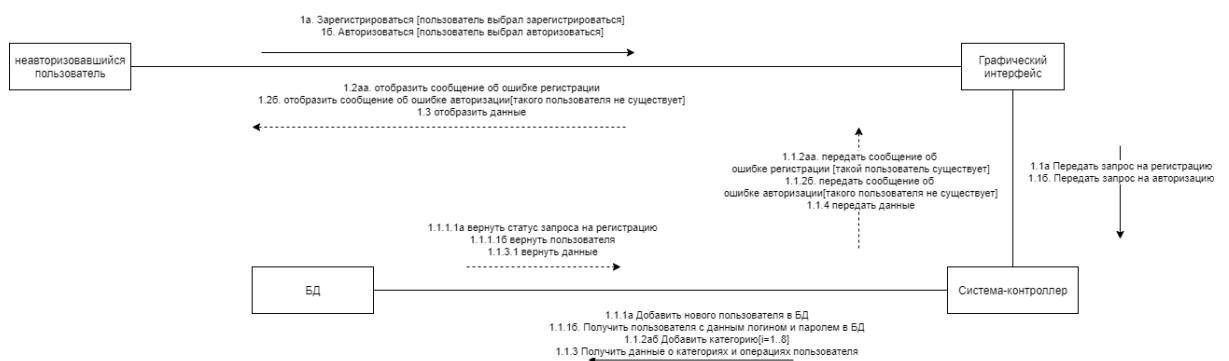 1а. Зарегистрироваться [пользователь выбрал зарегистрироваться]
1б. Авторизоваться [пользователь выбрал авторизоваться]
неавторизовавшийся
пользователь
Графический
интерфейс
1.2аа. отобразить сообщение об ошибке регистрации
1.2б. отобразить сообщение об ошибке авторизации[такого пользователя не существует]
1.3 отобразить данные
1.1.2аа. передать сообщение об
ошибке регистрации [такой пользователь существует]
1.1.2б. передать сообщение об
ошибке авторизации[такого пользователя не существует]
1.1.4 передать данные
1.1а Передать запрос на регистрацию
1.1б. Передать запрос на авторизацию
1.1.1.1а вернуть статус запроса на регистрацию
1.1.1.1б вернуть пользователя
1.1.3.1 вернуть данные
БД
Система-контроллер
1.1.1а Добавить нового пользователя в БД
1.1.1б. Получить пользователя с данным логином и паролем в БД
1.1.2аб Добавить категорию[i=1..8]
1.1.3 Получить данные о категориях и операциях пользователя